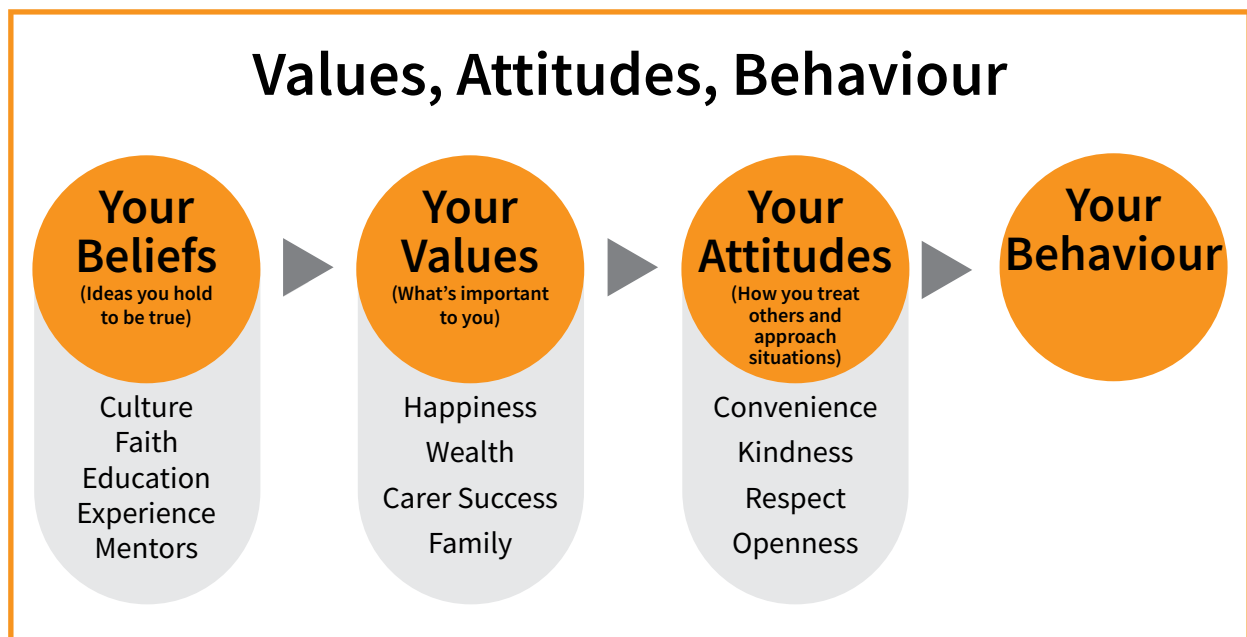 Values, Attitudes, Behaviour
Your
Beliefs
(Ideas you hold
to be true)
Culture
Faith
Education
Experience
Mentors
Your
Values
(What's important
to you)
Happiness
Wealth
Carer Success
Family
Your
Attitudes
(How you treat
others and
approach
situations)
Convenience
Kindness
Respect
Openness
Your
Behaviour